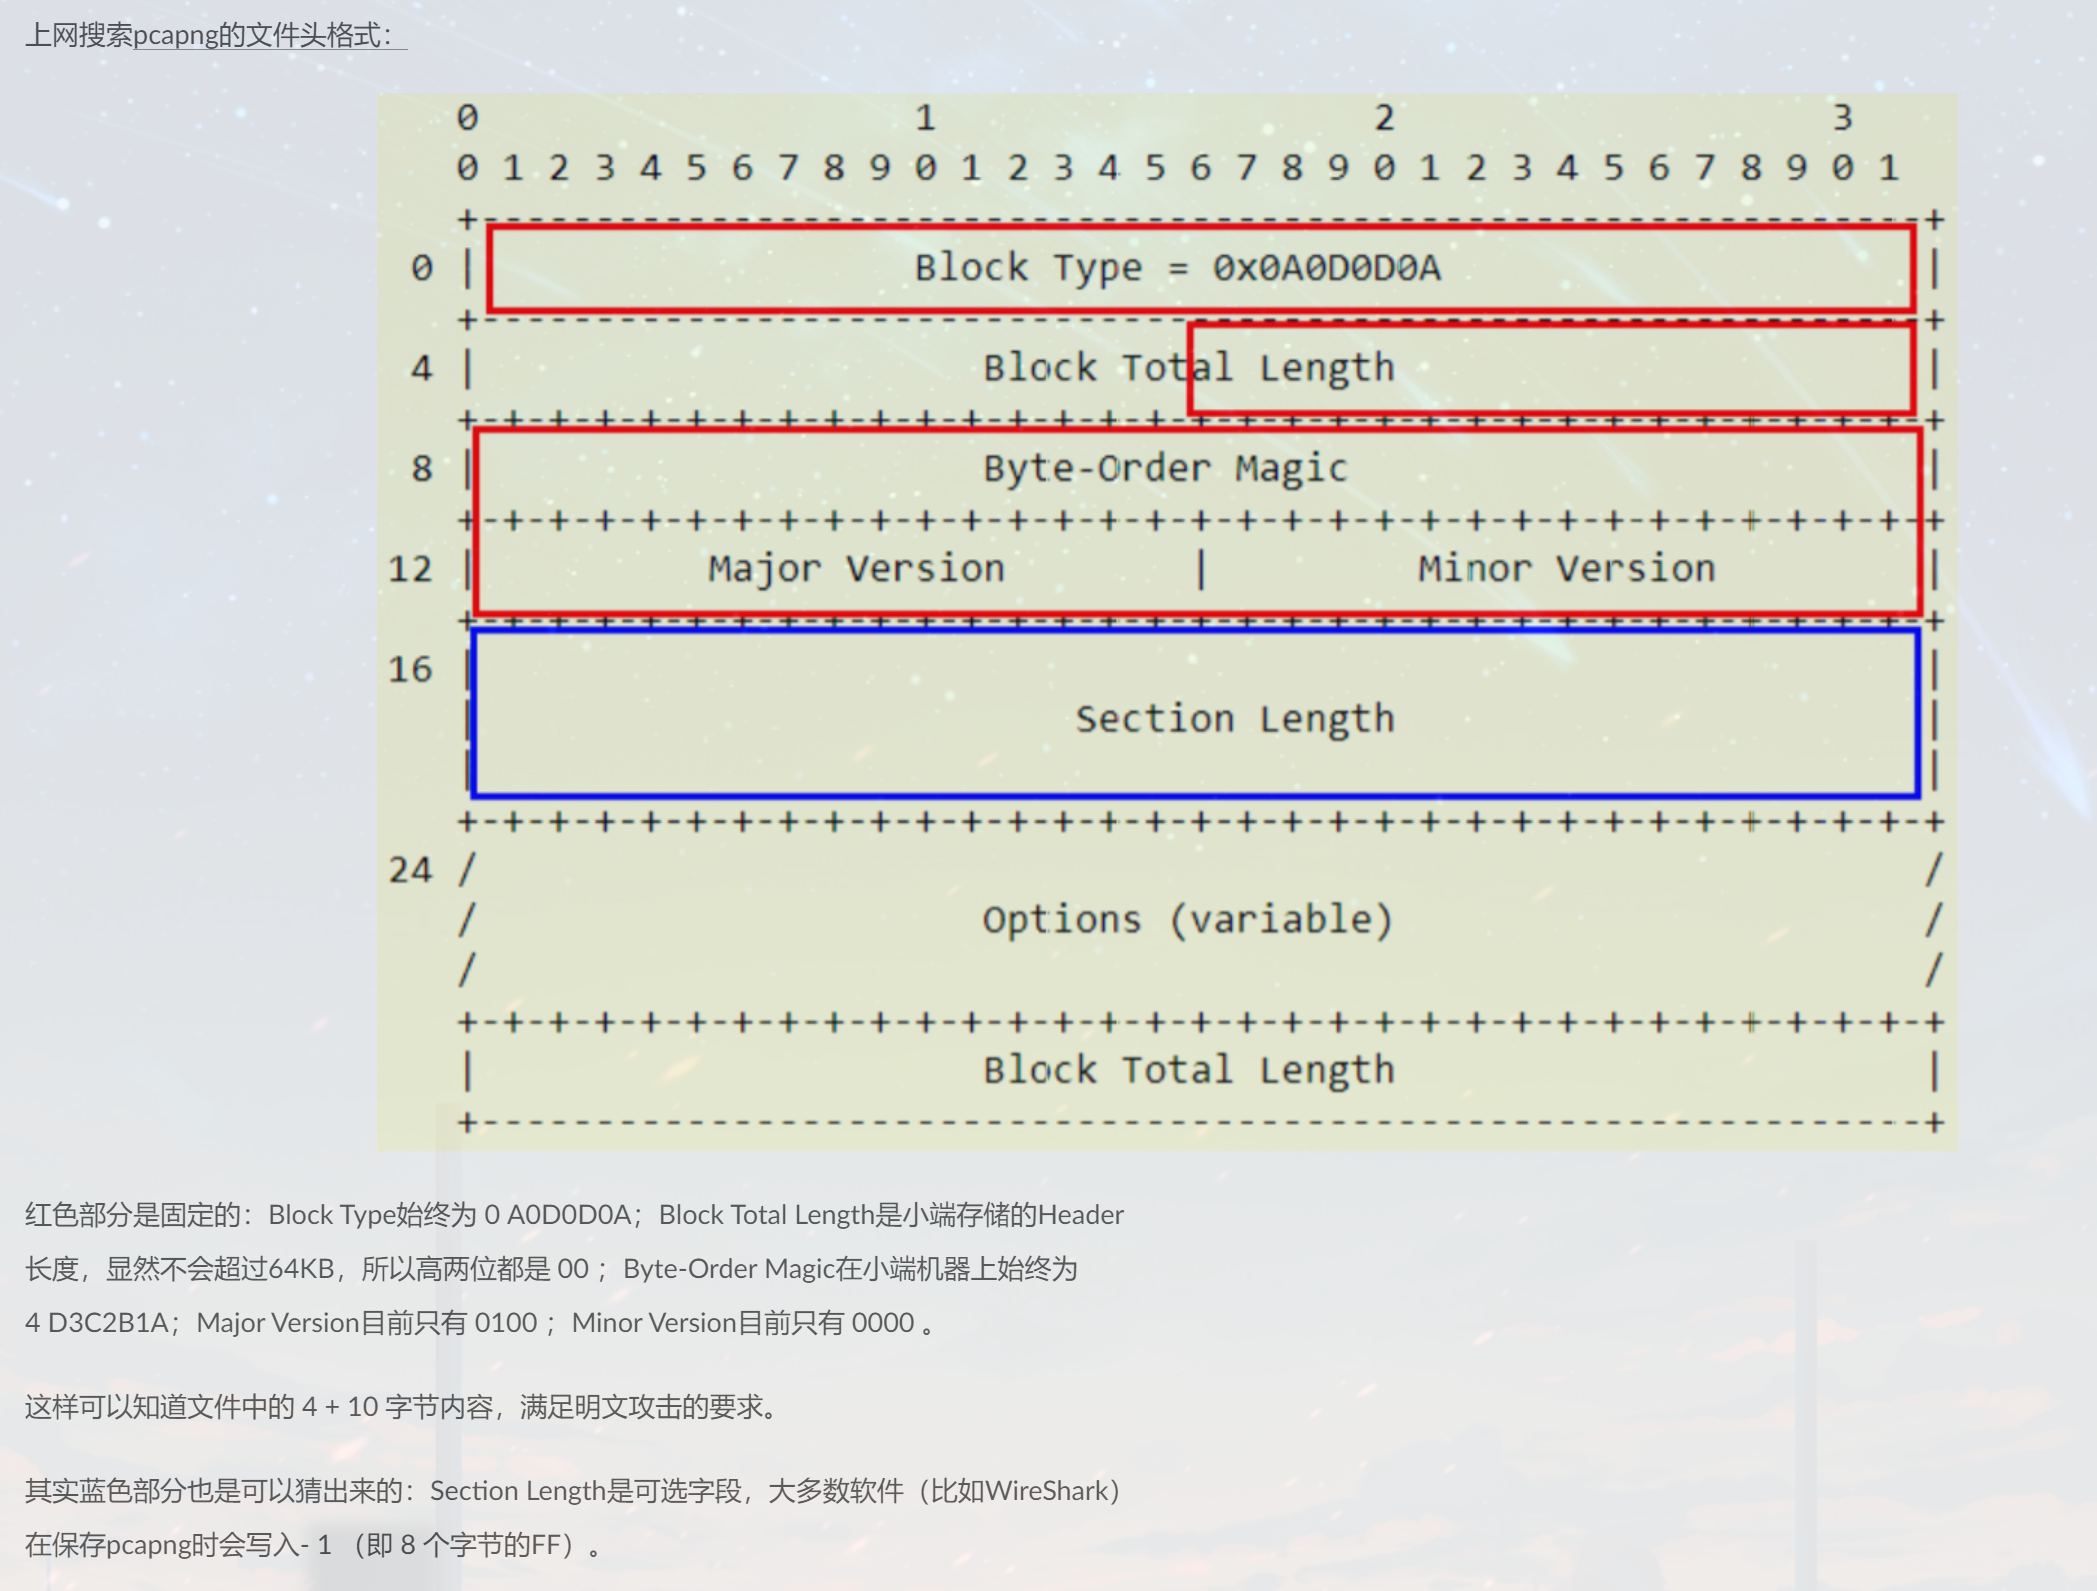 上网搜索pcapng的文件头格式：
0 1 2 3
0 1 2 3 4 5 6 7 8 9 0 1 2 3 4 5 6 7 8 9 0 1 2 3 4 5 6 7 8 9 0 1
+---------------------------------------------------------------+
0 | Block Type = 0x0A0D0D0A |
+---------------------------------------------------------------+
4 | Block Total Length |
+-+-+-+-+-+-+-+-+-+-+-+-+-+-+-+-+-+-+-+-+-+-+-+-+-+-+-+-+-+-+-+-+
8 | Byte-Order Magic |
+-+-+-+-+-+-+-+-+-+-+-+-+-+-+-+-+-+-+-+-+-+-+-+-+-+-+-+-+-+-+-+-+
12 | Major Version | Minor Version |
+-+-+-+-+-+-+-+-+-+-+-+-+-+-+-+-+-+-+-+-+-+-+-+-+-+-+-+-+-+-+-+-+
16 | |
| Section Length |
| |
+-+-+-+-+-+-+-+-+-+-+-+-+-+-+-+-+-+-+-+-+-+-+-+-+-+-+-+-+-+-+-+-+
24 / /
/ Options (variable) /
/ /
+-+-+-+-+-+-+-+-+-+-+-+-+-+-+-+-+-+-+-+-+-+-+-+-+-+-+-+-+-+-+-+-+
| Block Total Length |
+---------------------------------------------------------------+
红色部分是固定的：Block Type始终为 0 A0D0D0A；Block Total Length是小端存储的Header
长度，显然不会超过64KB，所以高两位都是 00 ；Byte-Order Magic在小端机器上始终为
4 D3C2B1A；Major Version目前只有 0100 ；Minor Version目前只有 0000 。
这样可以知道文件中的 4 + 10 字节内容，满足明文攻击的要求。
其实蓝色部分也是可以猜出来的：Section Length是可选字段，大多数软件（比如WireShark）
在保存pcapng时会写入- 1 （即 8 个字节的FF）。